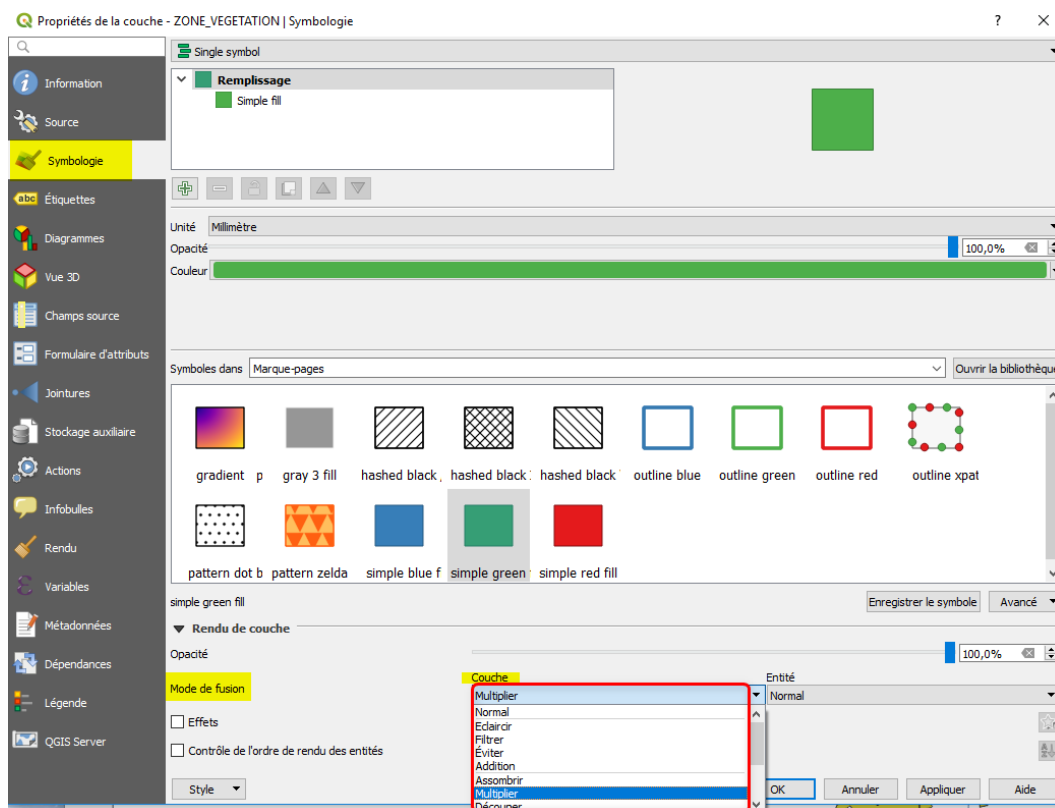 Propriétés de la couche - ZONE_VEGETATION | Symbologie
?
Information
Source
Symbologie
abc Étiquettes
Diagrammes
Vue 3D
Champs source
Formulaire d'attributs
Jointures
Stockage auxiliaire
Actions
Infobulles
Rendu
Variables
Métadonnées
Dépendances
Légende
QGIS Server
Single symbol
Remplissage
Simple fill
Unité Millimètre
Opacité 100,0%
Couleur
Symboles dans Marque-pages Ouvrir la bibliothèque
gradient p gray 3 fill hashed black hashed black hashed black outline blue outline green outline red outline xpat
pattern dot b pattern zelda simple blue f simple green simple red fill
simple green fill Enregistrer le symbole Avancé
Rendu de couche
Opacité 100,0%
Couche Entité
Mode de fusion Multiplier Normal
Normal
Eclaircir
Filtrer
Éviter
Addition
Assombrir
Multiplier
Découper
Effets
Contrôle de l'ordre de rendu des entités
Style OK Annuler Appliquer Aide